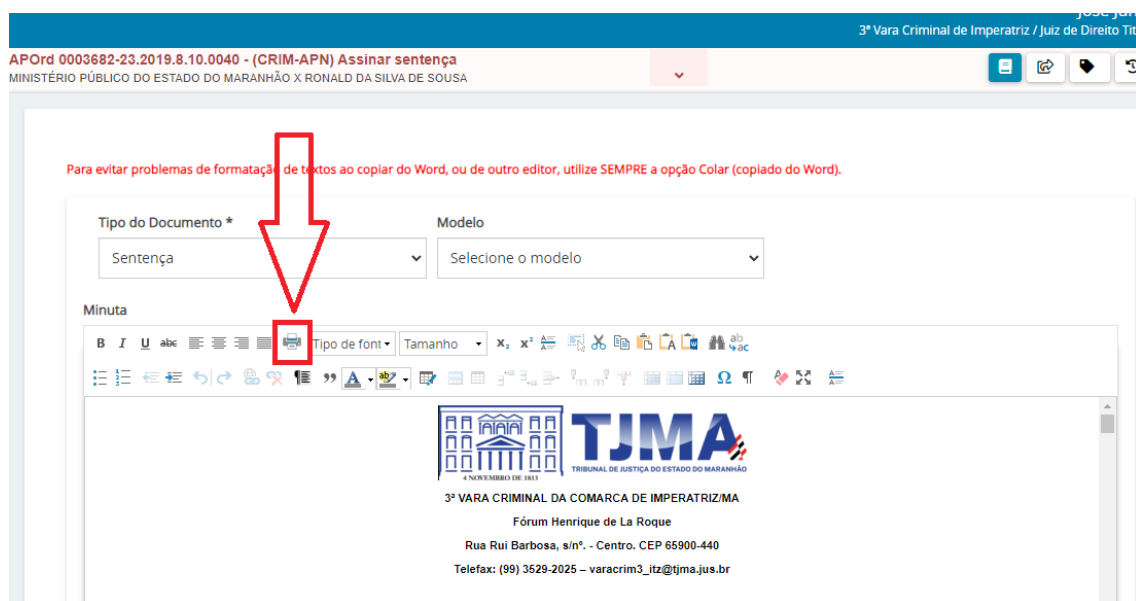 3ª Vara Criminal de Imperatriz / Juiz de Direito Tit
APOrd 0003682-23.2019.8.10.0040 - (CRIM-APN) Assinar sentença
MINISTÉRIO PÚBLICO DO ESTADO DO MARANHÃO X RONALD DA SILVA DE SOUSA
Para evitar problemas de formatação de textos ao copiar do Word, ou de outro editor, utilize SEMPRE a opção Colar (copiado do Word).
Tipo do Documento * Modelo
Sentença Selecione o modelo
Minuta
B I U abc Tipo de font Tamanho x₂ x²
A ab Ω ¶
TJMA
TRIBUNAL DE JUSTIÇA DO ESTADO DO MARANHÃO
4 NOVEMBRO DE 1813
3ª VARA CRIMINAL DA COMARCA DE IMPERATRIZ/MA
Fórum Henrique de La Roque
Rua Rui Barbosa, s/nº. - Centro. CEP 65900-440
Telefax: (99) 3529-2025 – varacrim3_itz@tjma.jus.br